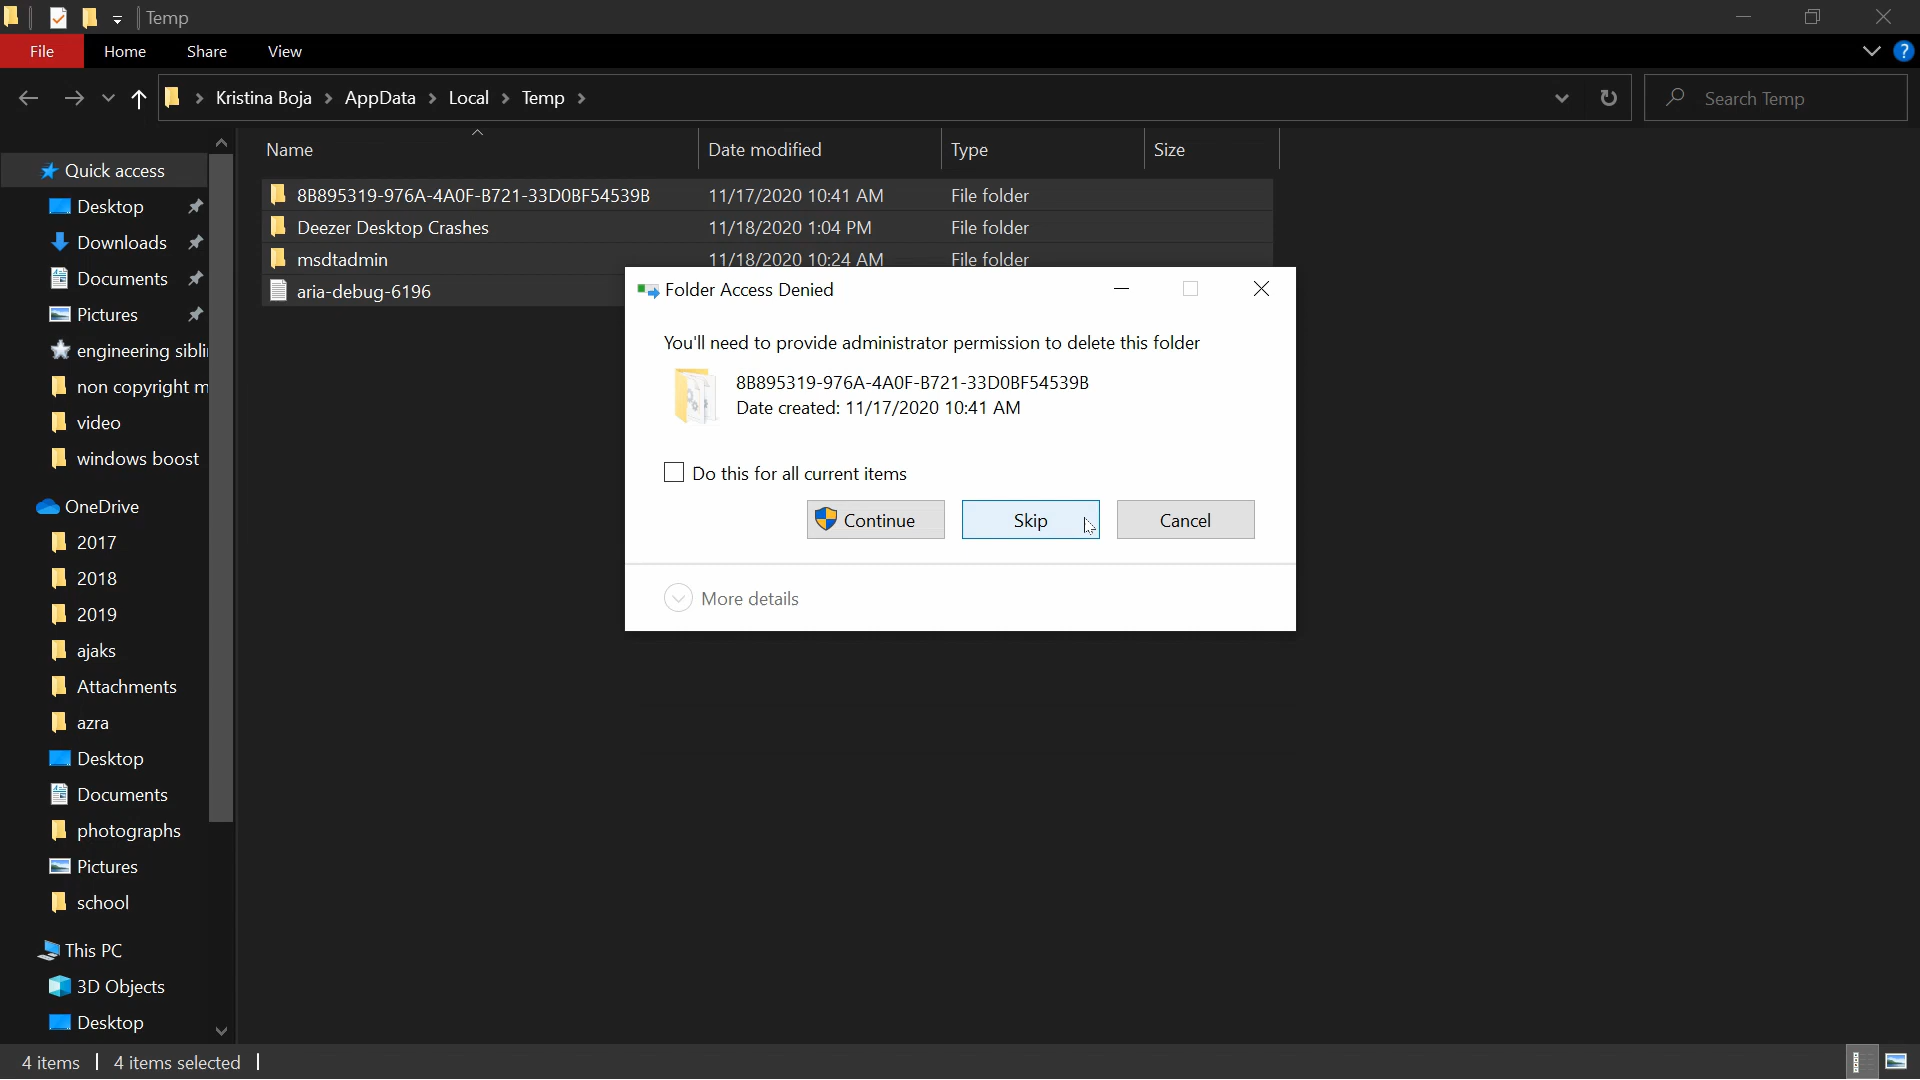 Temp
File Home Share View
Kristina Boja > AppData > Local > Temp >
Search Temp
Name Date modified Type Size
8B895319-976A-4A0F-B721-33D0BF54539B 11/17/2020 10:41 AM File folder
Deezer Desktop Crashes 11/18/2020 1:04 PM File folder
msdtadmin 11/18/2020 10:24 AM File folder
aria-debug-6196
Quick access
Desktop
Downloads
Documents
Pictures
engineering sibli
non copyright m
video
windows boost
OneDrive
2017
2018
2019
ajaks
Attachments
azra
Desktop
Documents
photographs
Pictures
school
This PC
3D Objects
Desktop
Folder Access Denied
You'll need to provide administrator permission to delete this folder
8B895319-976A-4A0F-B721-33D0BF54539B
Date created: 11/17/2020 10:41 AM
Do this for all current items
Continue Skip Cancel
More details
4 items 4 items selected